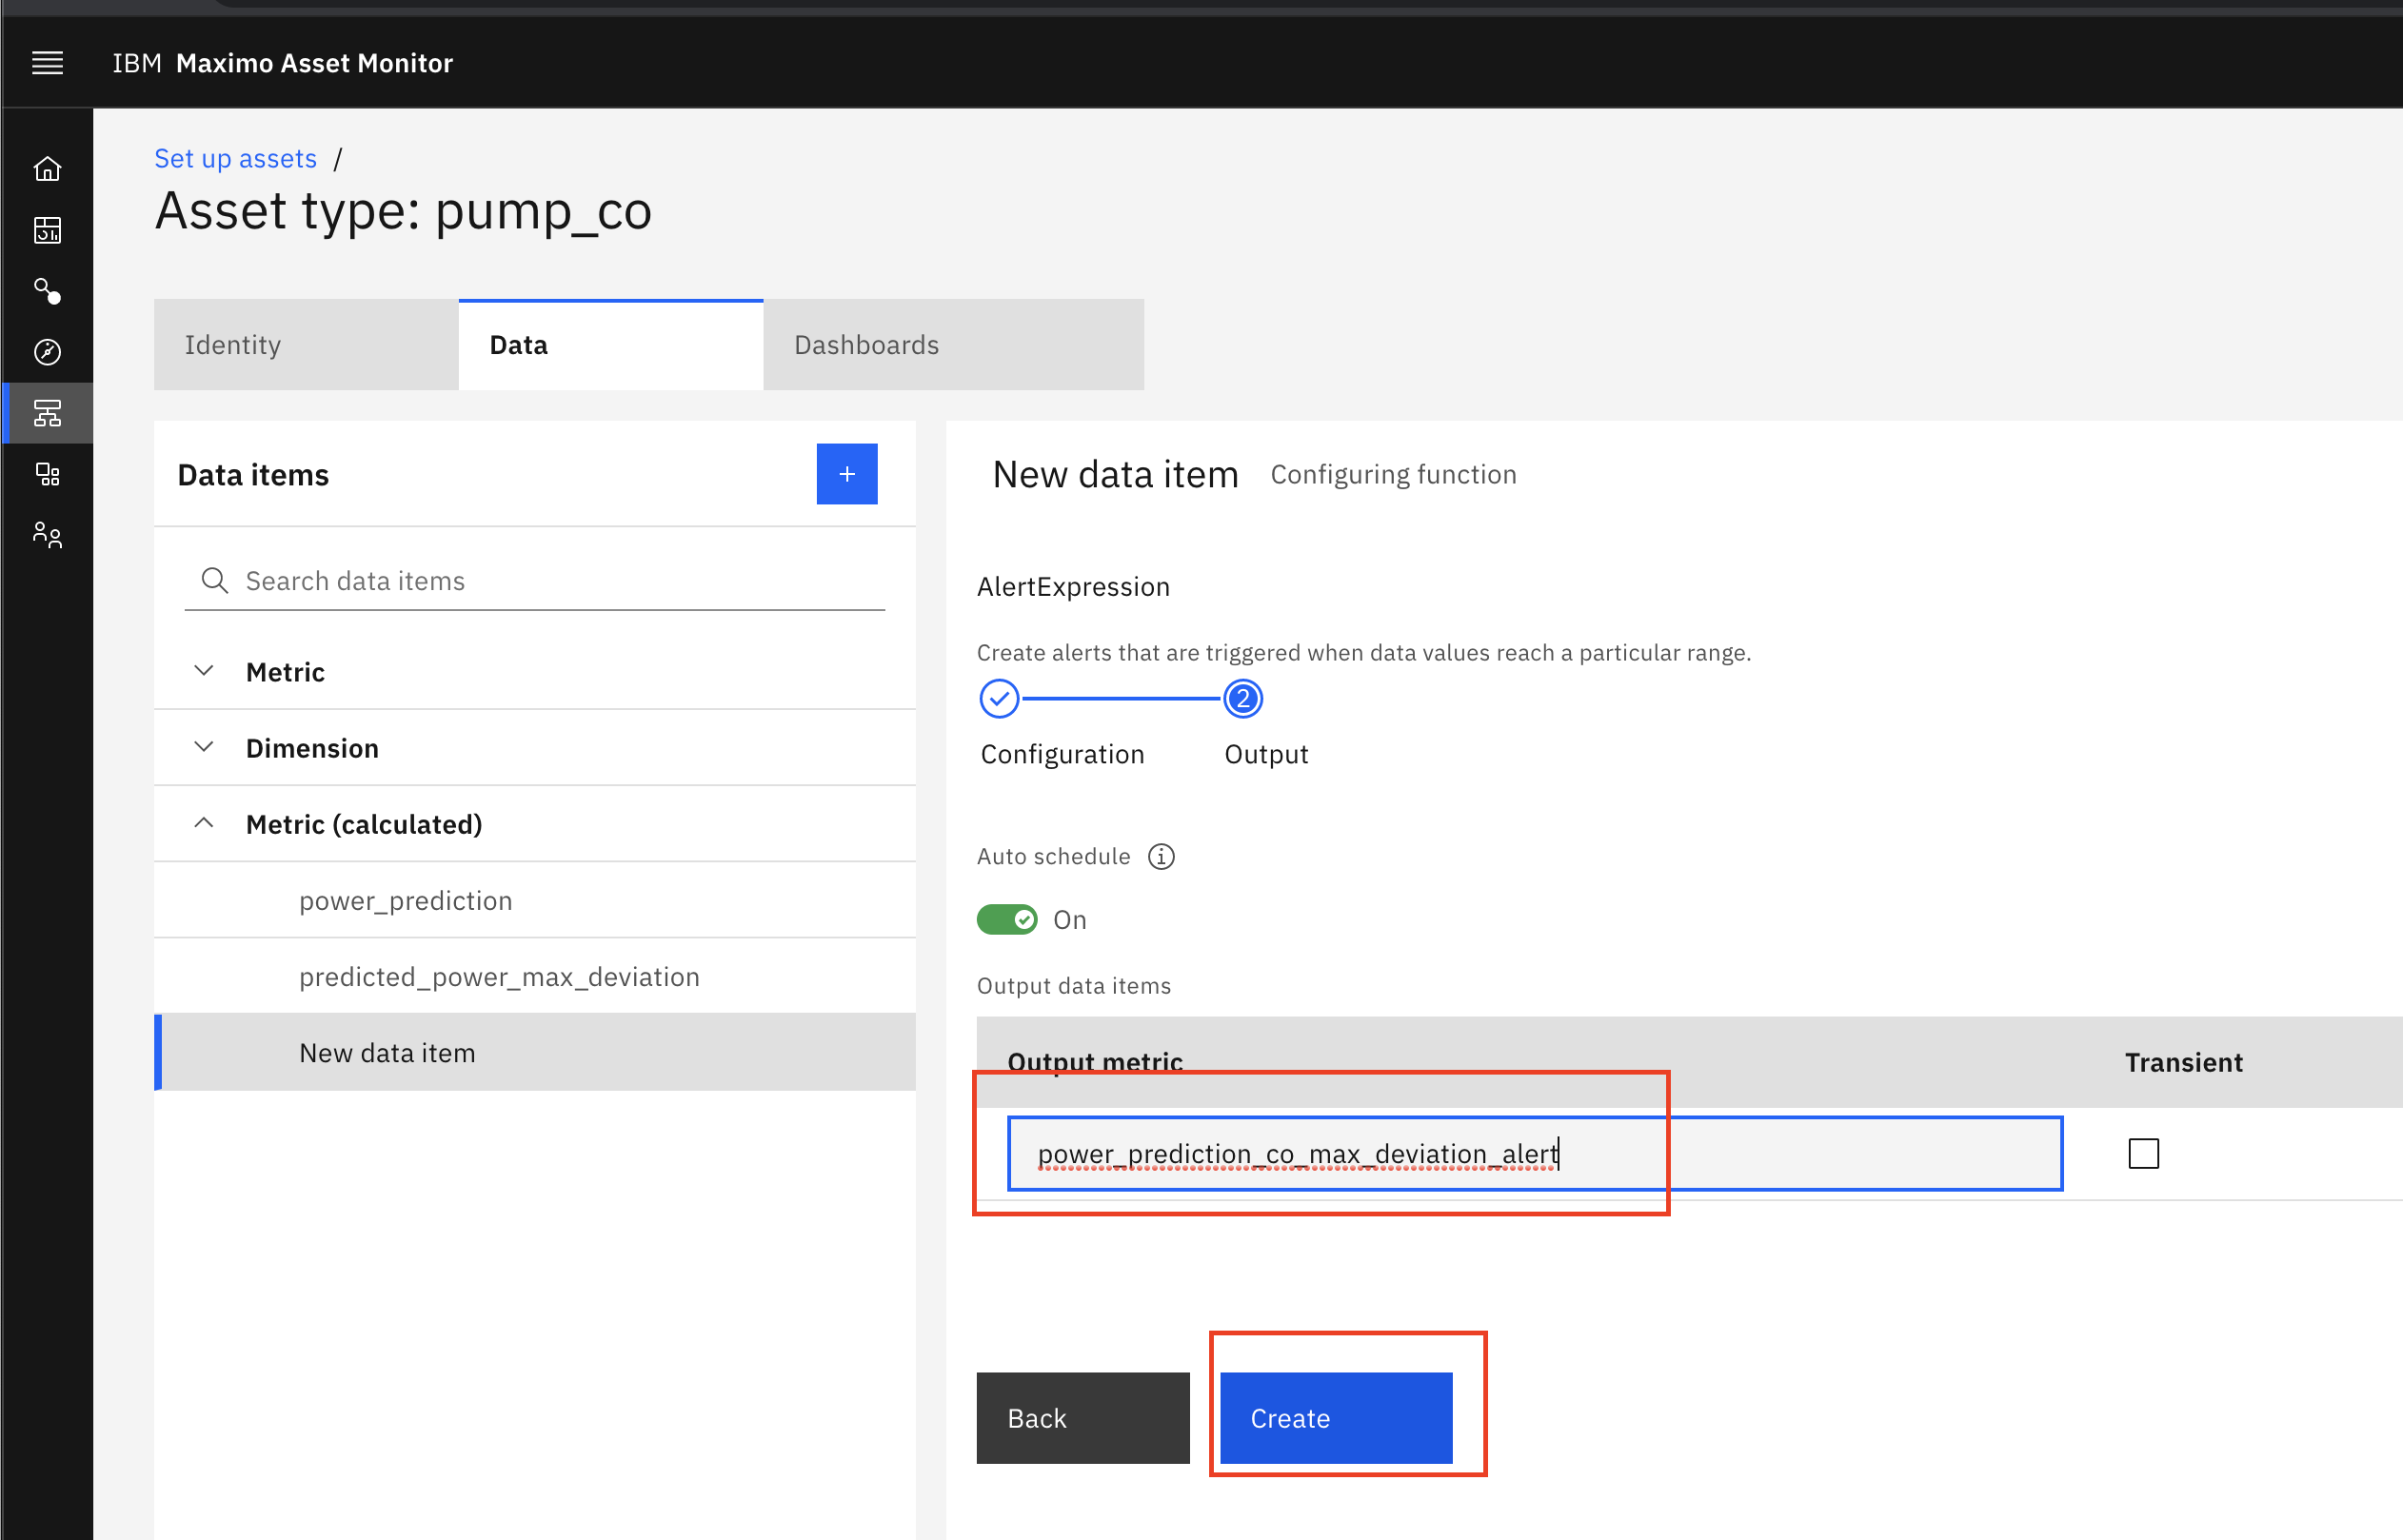 IBM Maximo Asset Monitor
Set up assets /
Asset type: pump_co
Identity
Data
Dashboards
Data items
+
Search data items
Metric
Dimension
Metric (calculated)
power_prediction
predicted_power_max_deviation
New data item
New data item Configuring function
AlertExpression
Create alerts that are triggered when data values reach a particular range.
2
Configuration Output
Auto schedule
On
Output data items
Output metric Transient
power_prediction_co_max_deviation_alert
Back
Create